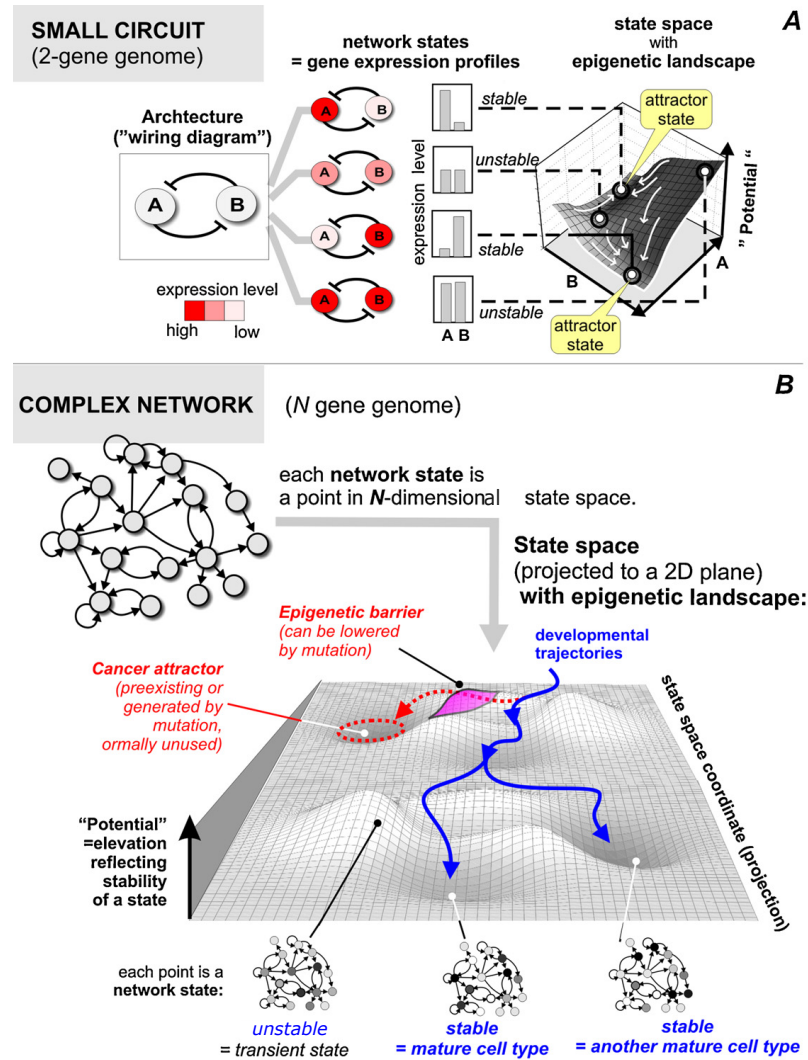 SMALL CIRCUIT
(2-gene genome)
A
network states
= gene expression profiles
state space
with
epigenetic landscape
Archtecture
("wiring diagram")
A
B
expression level
high
low
A
B
A
B
A
B
A
B
expression level
A B
stable
unstable
stable
unstable
attractor
state
attractor
state
B
A
„ Potential “
B
COMPLEX NETWORK
(N gene genome)
each network state is
a point in N-dimensional state space.
State space
(projected to a 2D plane)
with epigenetic landscape:
Epigenetic barrier
(can be lowered
by mutation)
developmental
trajectories
Cancer attractor
(preexisting or
generated by
mutation,
ormally unused)
state space coordinate (projection)
“Potential”
=elevation
reflecting
stability
of a state
each point is a
network state:
unstable
= transient state
stable
= mature cell type
stable
= another mature cell type